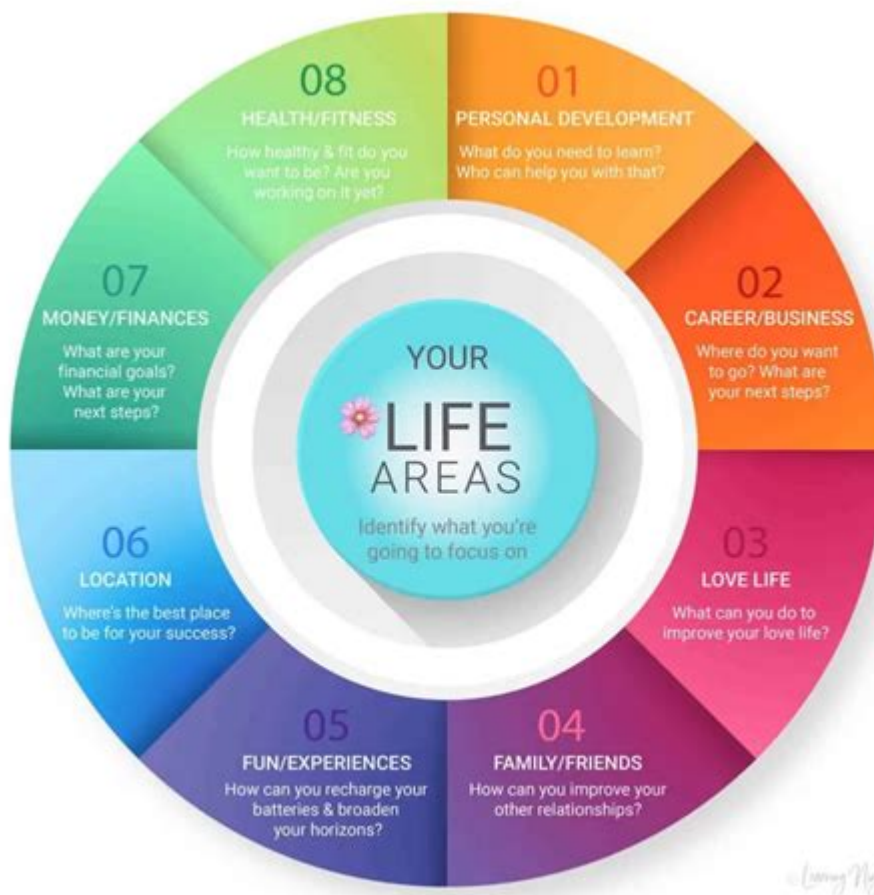 YOUR
LIFE
AREAS
Identify what you're
going to focus on
01
PERSONAL DEVELOPMENT
What do you need to learn?
Who can help you with that?
02
CAREER/BUSINESS
Where do you want
to go? What are
your next steps?
03
LOVE LIFE
What can you do to
improve your love life?
04
FAMILY/FRIENDS
How can you improve your
other relationships?
05
FUN/EXPERIENCES
How can you recharge your
batteries & broaden
your horizons?
06
LOCATION
Where's the best place
to be for your success?
07
MONEY/FINANCES
What are your
financial goals?
What are your
next steps?
08
HEALTH/FITNESS
How healthy & fit do you
want to be? Are you
working on it yet?